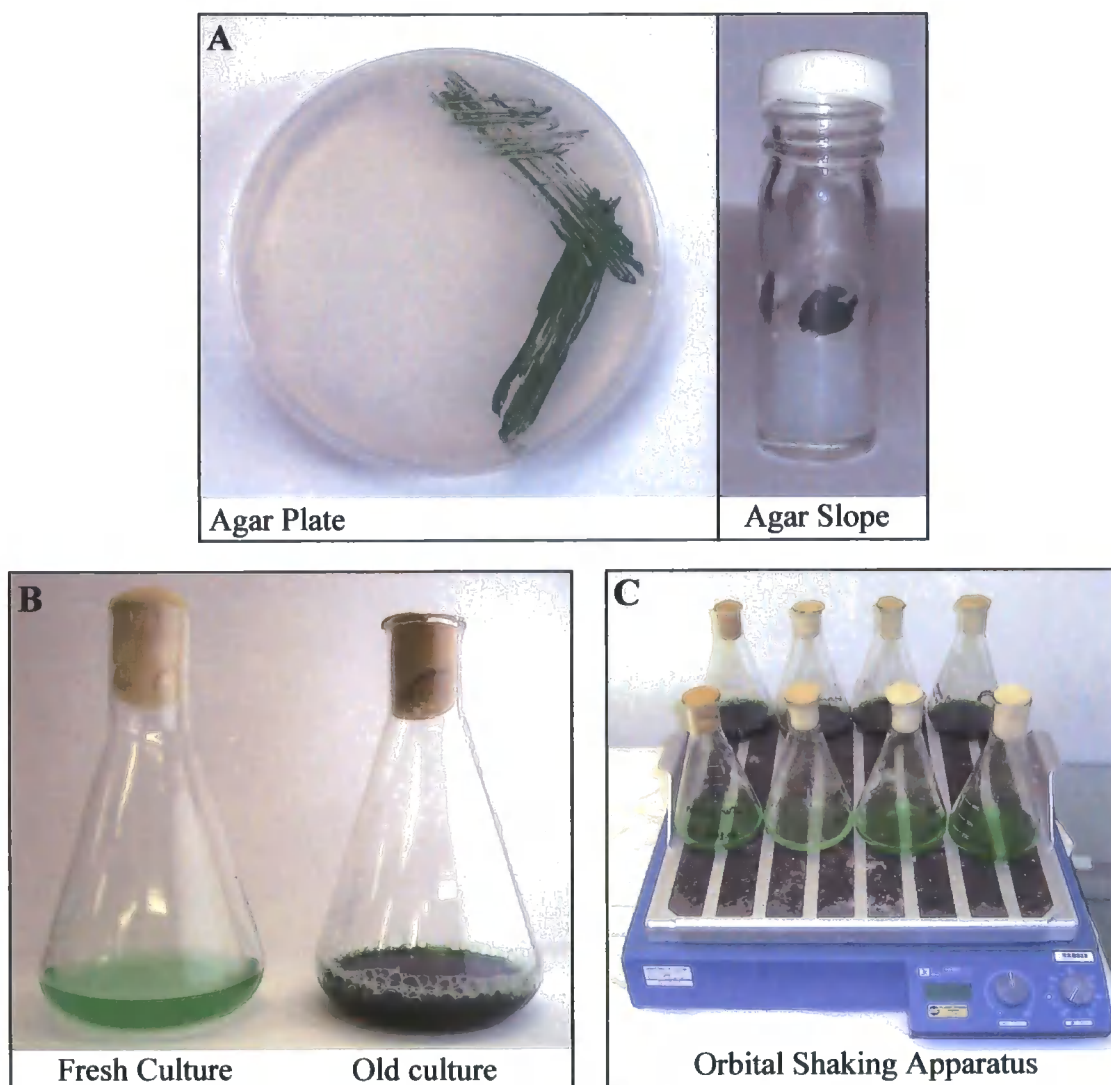 A
Agar Plate
Agar Slope
B
Fresh Culture
Old culture
C
Orbital Shaking Apparatus